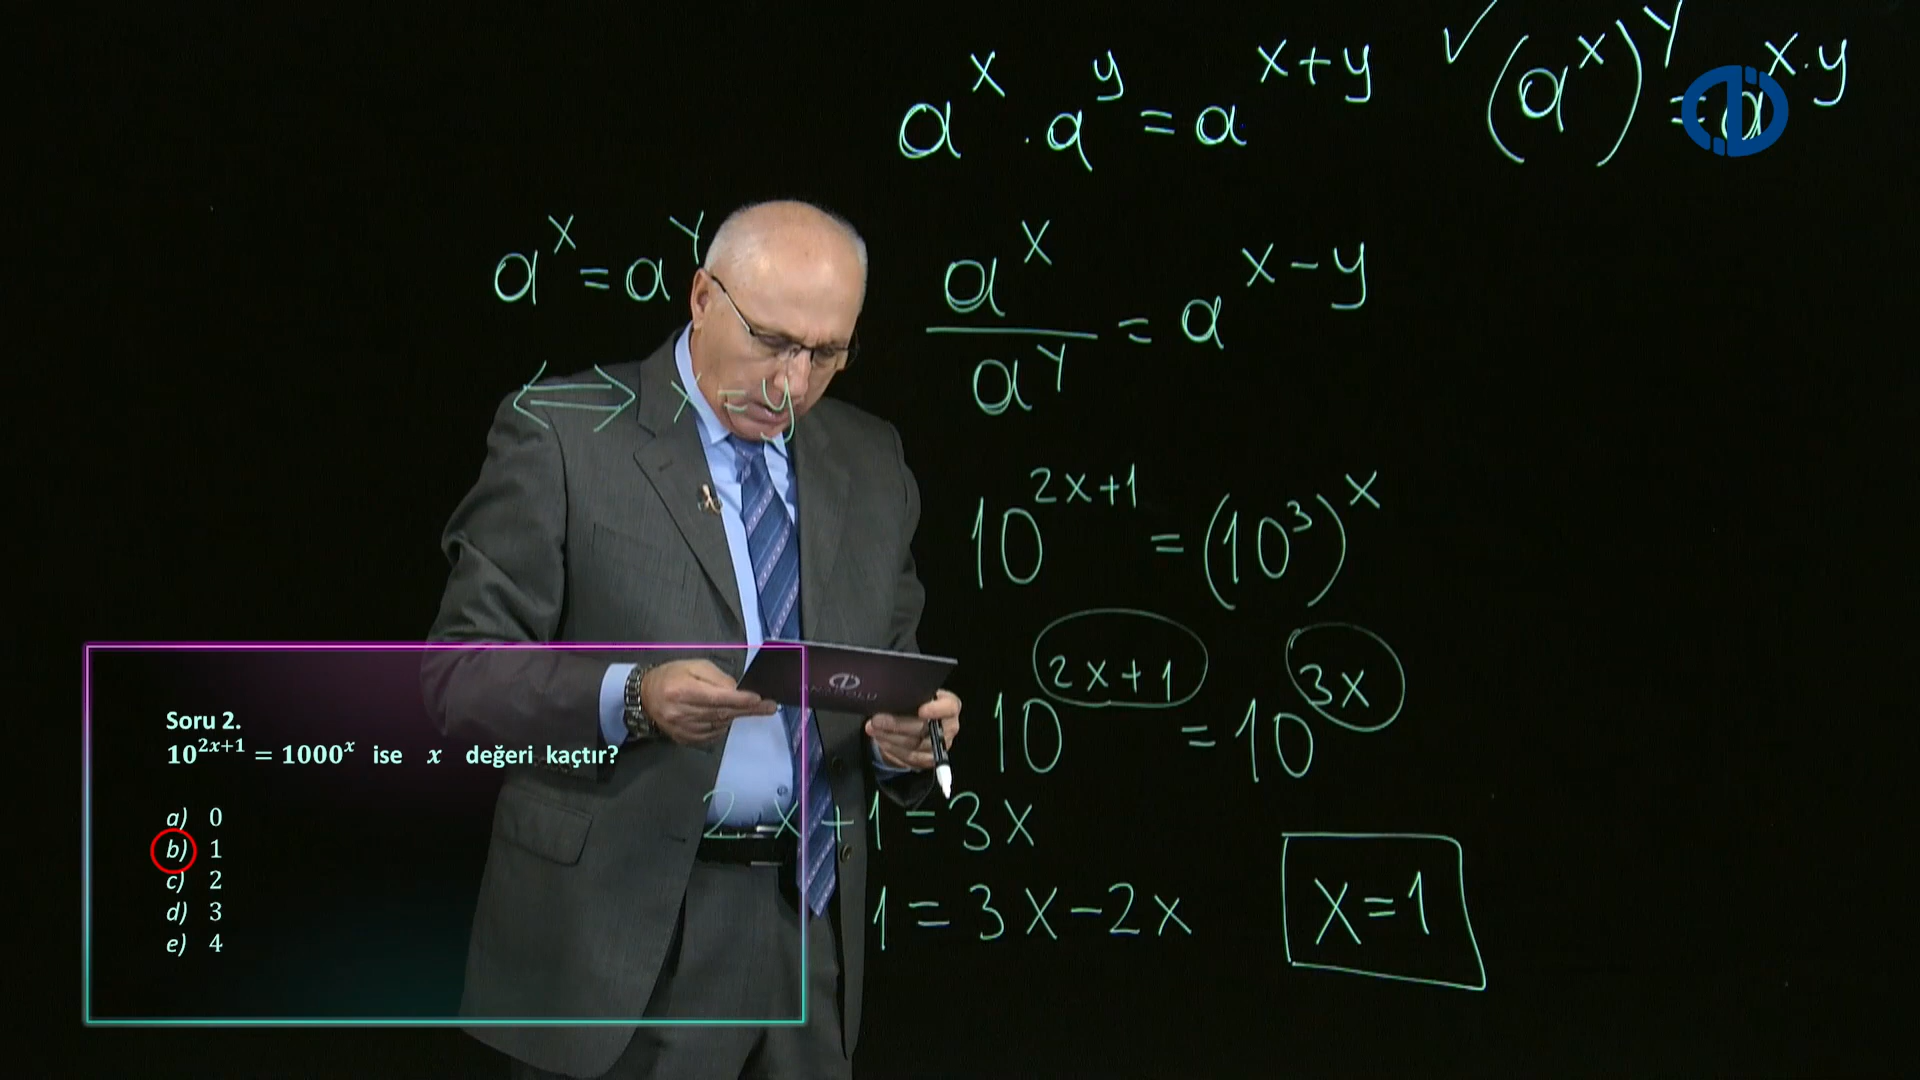 a^x . a^y = a^{x+y}
✓ (a^x)^y = a^{x.y}
a^x = a^y
⟺ x = y
a^x / a^y = a^{x-y}
10^{2x+1} = (10^3)^x
10^{2x+1} = 10^{3x}
2x+1 = 3x
1 = 3x-2x
x=1
ANADOLU
Soru 2.
10^{2x+1} = 1000^x ise x değeri kaçtır?
a) 0
b) 1
c) 2
d) 3
e) 4